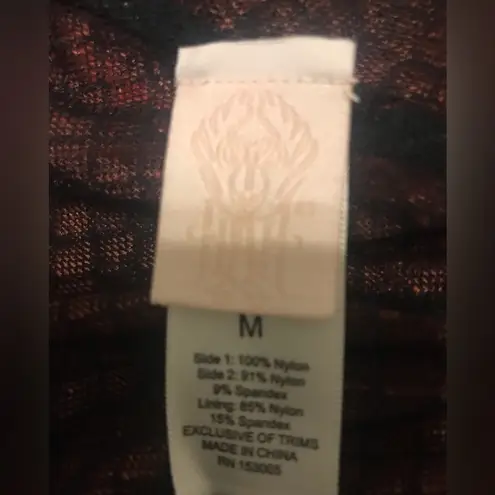 M
Side 1: 100% Nylon
Side 2: 91% Nylon
9% Spandex
Lining: 85% Nylon
15% Spandex
EXCLUSIVE OF TRIMS
MADE IN CHINA
RN 153005